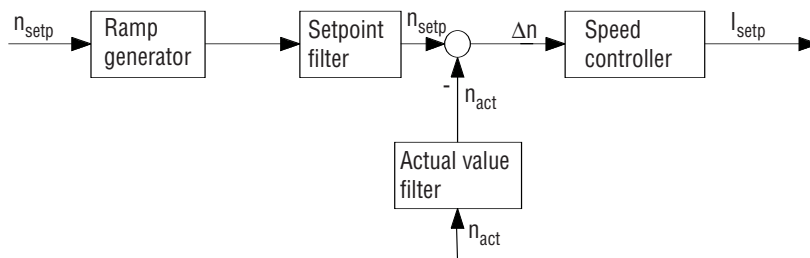 n_setp
Ramp
generator
Setpoint
filter
n_setp
Δn
Speed
controller
I_setp
-
n_act
Actual value
filter
n_act